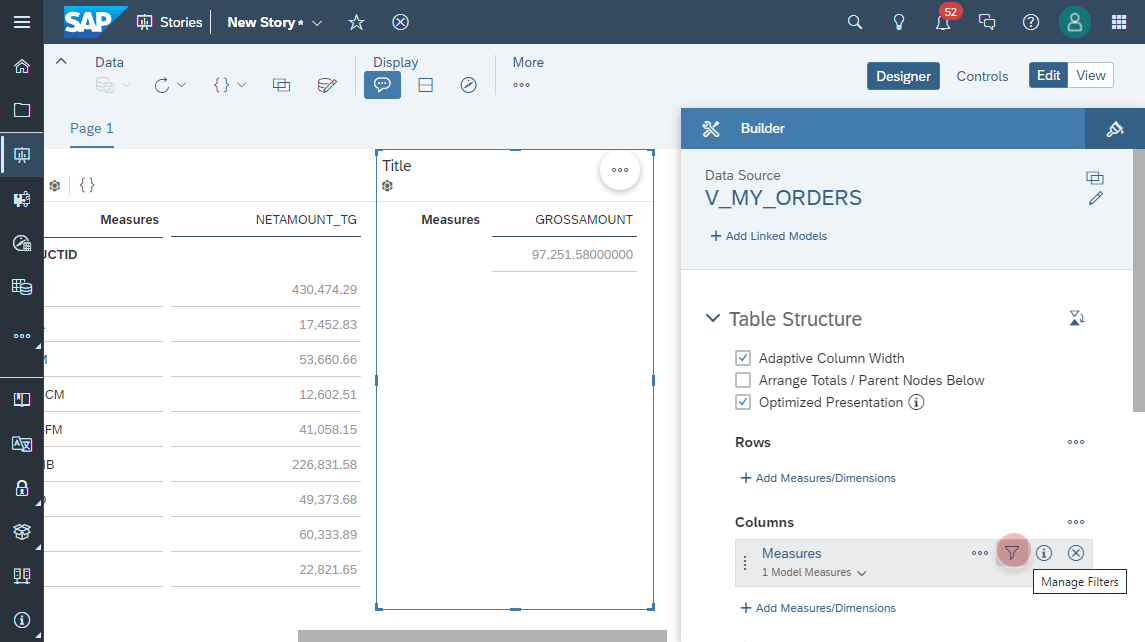 SAP
Stories
New Story*
52
Data
Display
More
Designer
Controls
Edit
View
Page 1
{ }
Measures
NETAMOUNT_TG
UCTID
430,474.29
17,452.83
53,660.66
-CM
12,602.51
FM
41,058.15
226,831.58
49,373.68
60,333.89
22,821.65
Title
Measures
GROSSAMOUNT
97,251.58000000
Builder
Data Source
V_MY_ORDERS
+ Add Linked Models
Table Structure
Adaptive Column Width
Arrange Totals / Parent Nodes Below
Optimized Presentation
Rows
+ Add Measures/Dimensions
Columns
Measures
1 Model Measures
Manage Filters
+ Add Measures/Dimensions